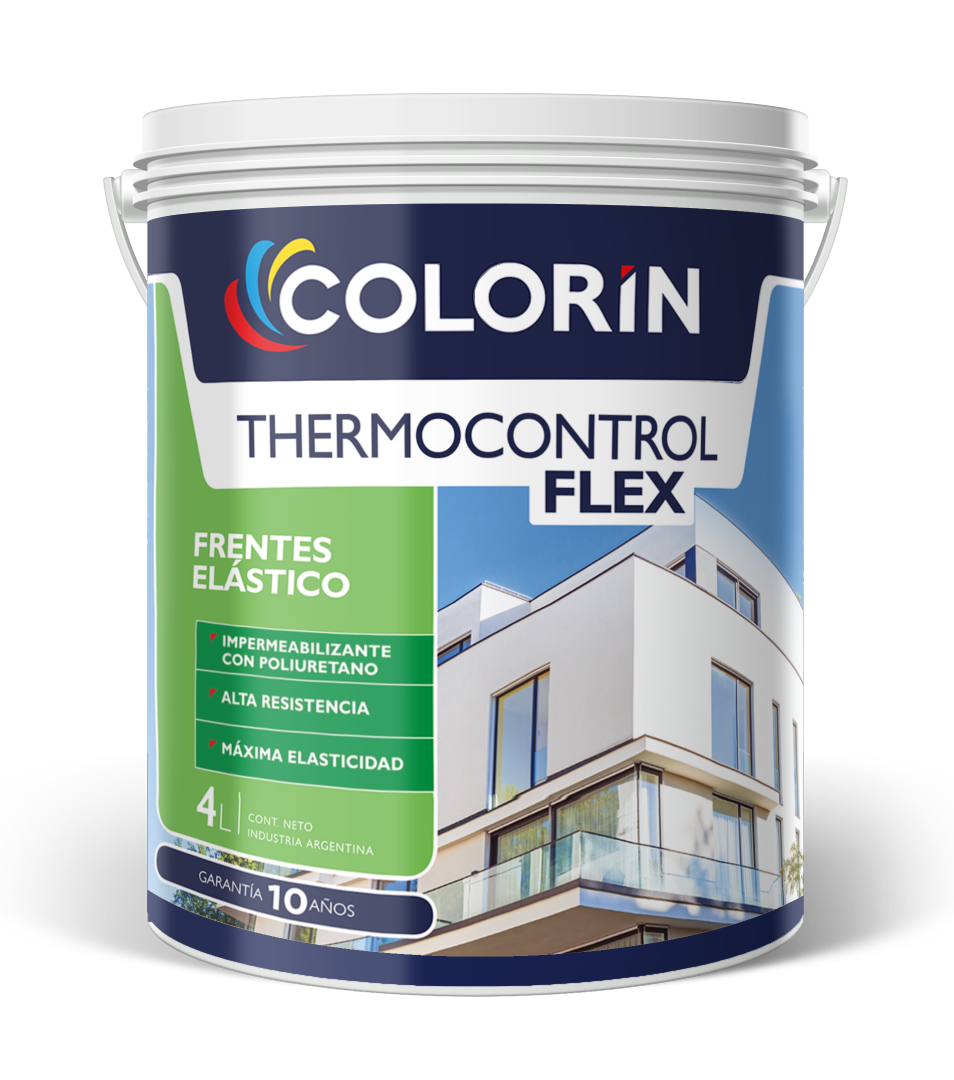 COLORÍN
THERMOCONTROL
FLEX
FRENTES
ELÁSTICO
IMPERMEABILIZANTE
CON POLIURETANO
ALTA RESISTENCIA
MÁXIMA ELASTICIDAD
4L
CONT. NETO
INDUSTRIA ARGENTINA
GARANTÍA 10 AÑOS